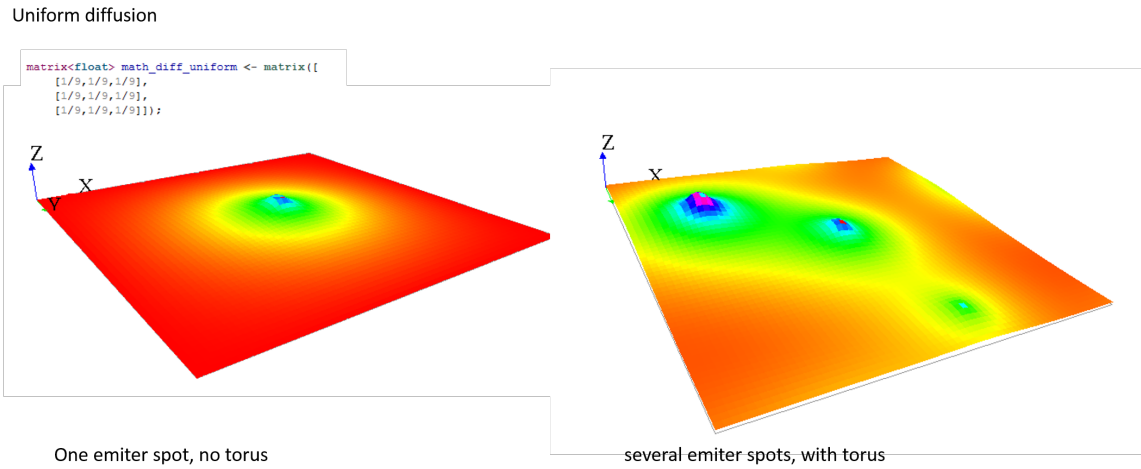 Uniform diffusion
matrix<float> math_diff_uniform <- matrix([
[1/9,1/9,1/9],
[1/9,1/9,1/9],
[1/9,1/9,1/9]]);
Z
X
Y
Z
X
One emiter spot, no torus
several emiter spots, with torus